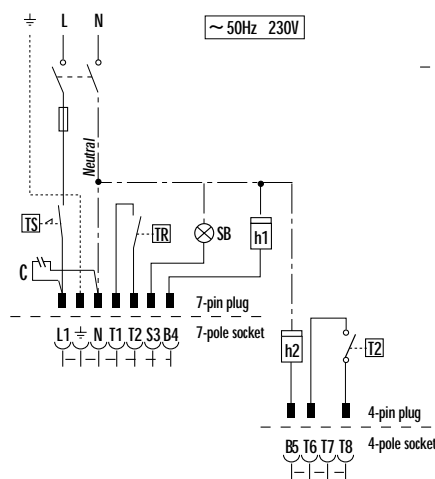 L N
~ 50Hz 230V
Neutral
TS
TR
SB
h1
C
7-pin plug
L1 N T1 T2 S3 B4
7-pole socket
h2
T2
4-pin plug
B5 T6 T7 T8
4-pole socket